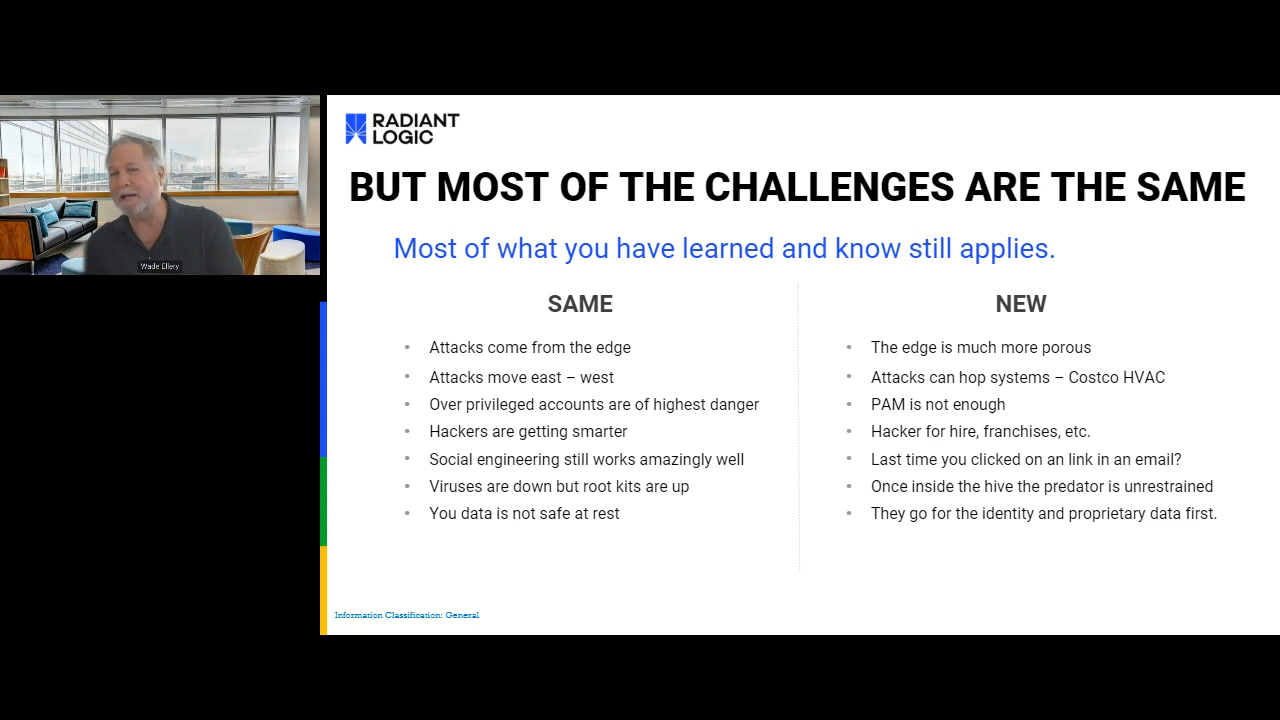 Wade Ellery
RADIANT
LOGIC
BUT MOST OF THE CHALLENGES ARE THE SAME
Most of what you have learned and know still applies.
SAME
Attacks come from the edge
Attacks move east – west
Over privileged accounts are of highest danger
Hackers are getting smarter
Social engineering still works amazingly well
Viruses are down but root kits are up
You data is not safe at rest
NEW
The edge is much more porous
Attacks can hop systems – Costco HVAC
PAM is not enough
Hacker for hire, franchises, etc.
Last time you clicked on an link in an email?
Once inside the hive the predator is unrestrained
They go for the identity and proprietary data first.
Information Classification: General